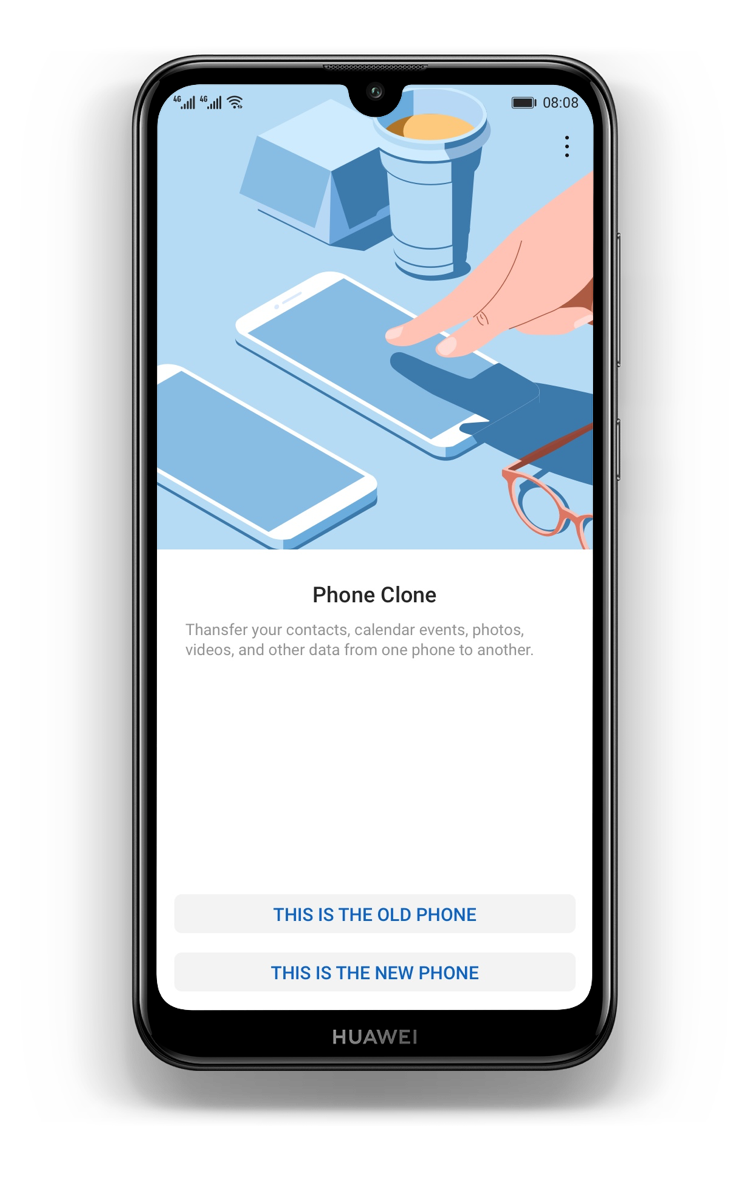 4G 4G 08:08
Phone Clone
Thansfer your contacts, calendar events, photos,
videos, and other data from one phone to another.
THIS IS THE OLD PHONE
THIS IS THE NEW PHONE
HUAWEI